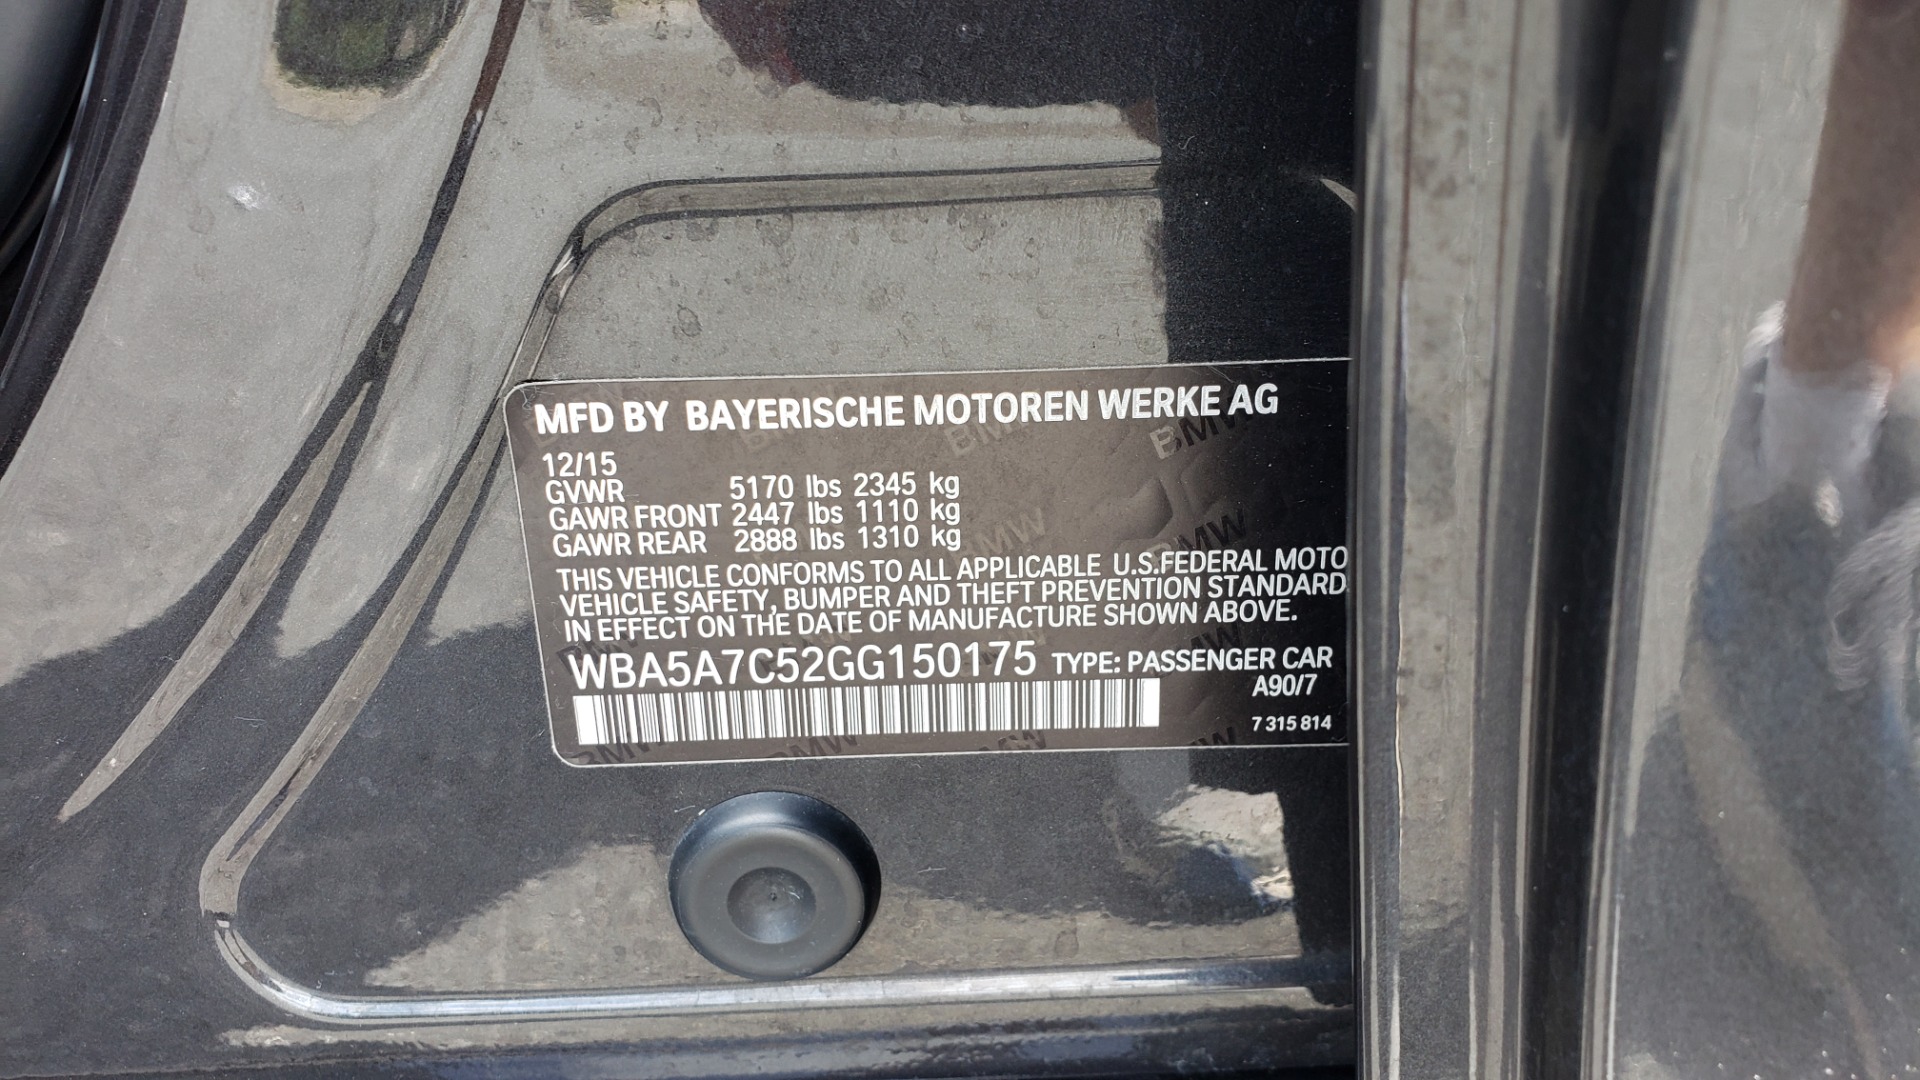 MFD BY BAYERISCHE MOTOREN WERKE AG
12/15
GVWR 5170 lbs 2345 kg
GAWR FRONT 2447 lbs 1110 kg
GAWR REAR 2888 lbs 1310 kg
THIS VEHICLE CONFORMS TO ALL APPLICABLE U.S.FEDERAL MOTO
VEHICLE SAFETY, BUMPER AND THEFT PREVENTION STANDARD
IN EFFECT ON THE DATE OF MANUFACTURE SHOWN ABOVE.
WBA5A7C52GG150175 TYPE: PASSENGER CAR
A90/7
7 315 814